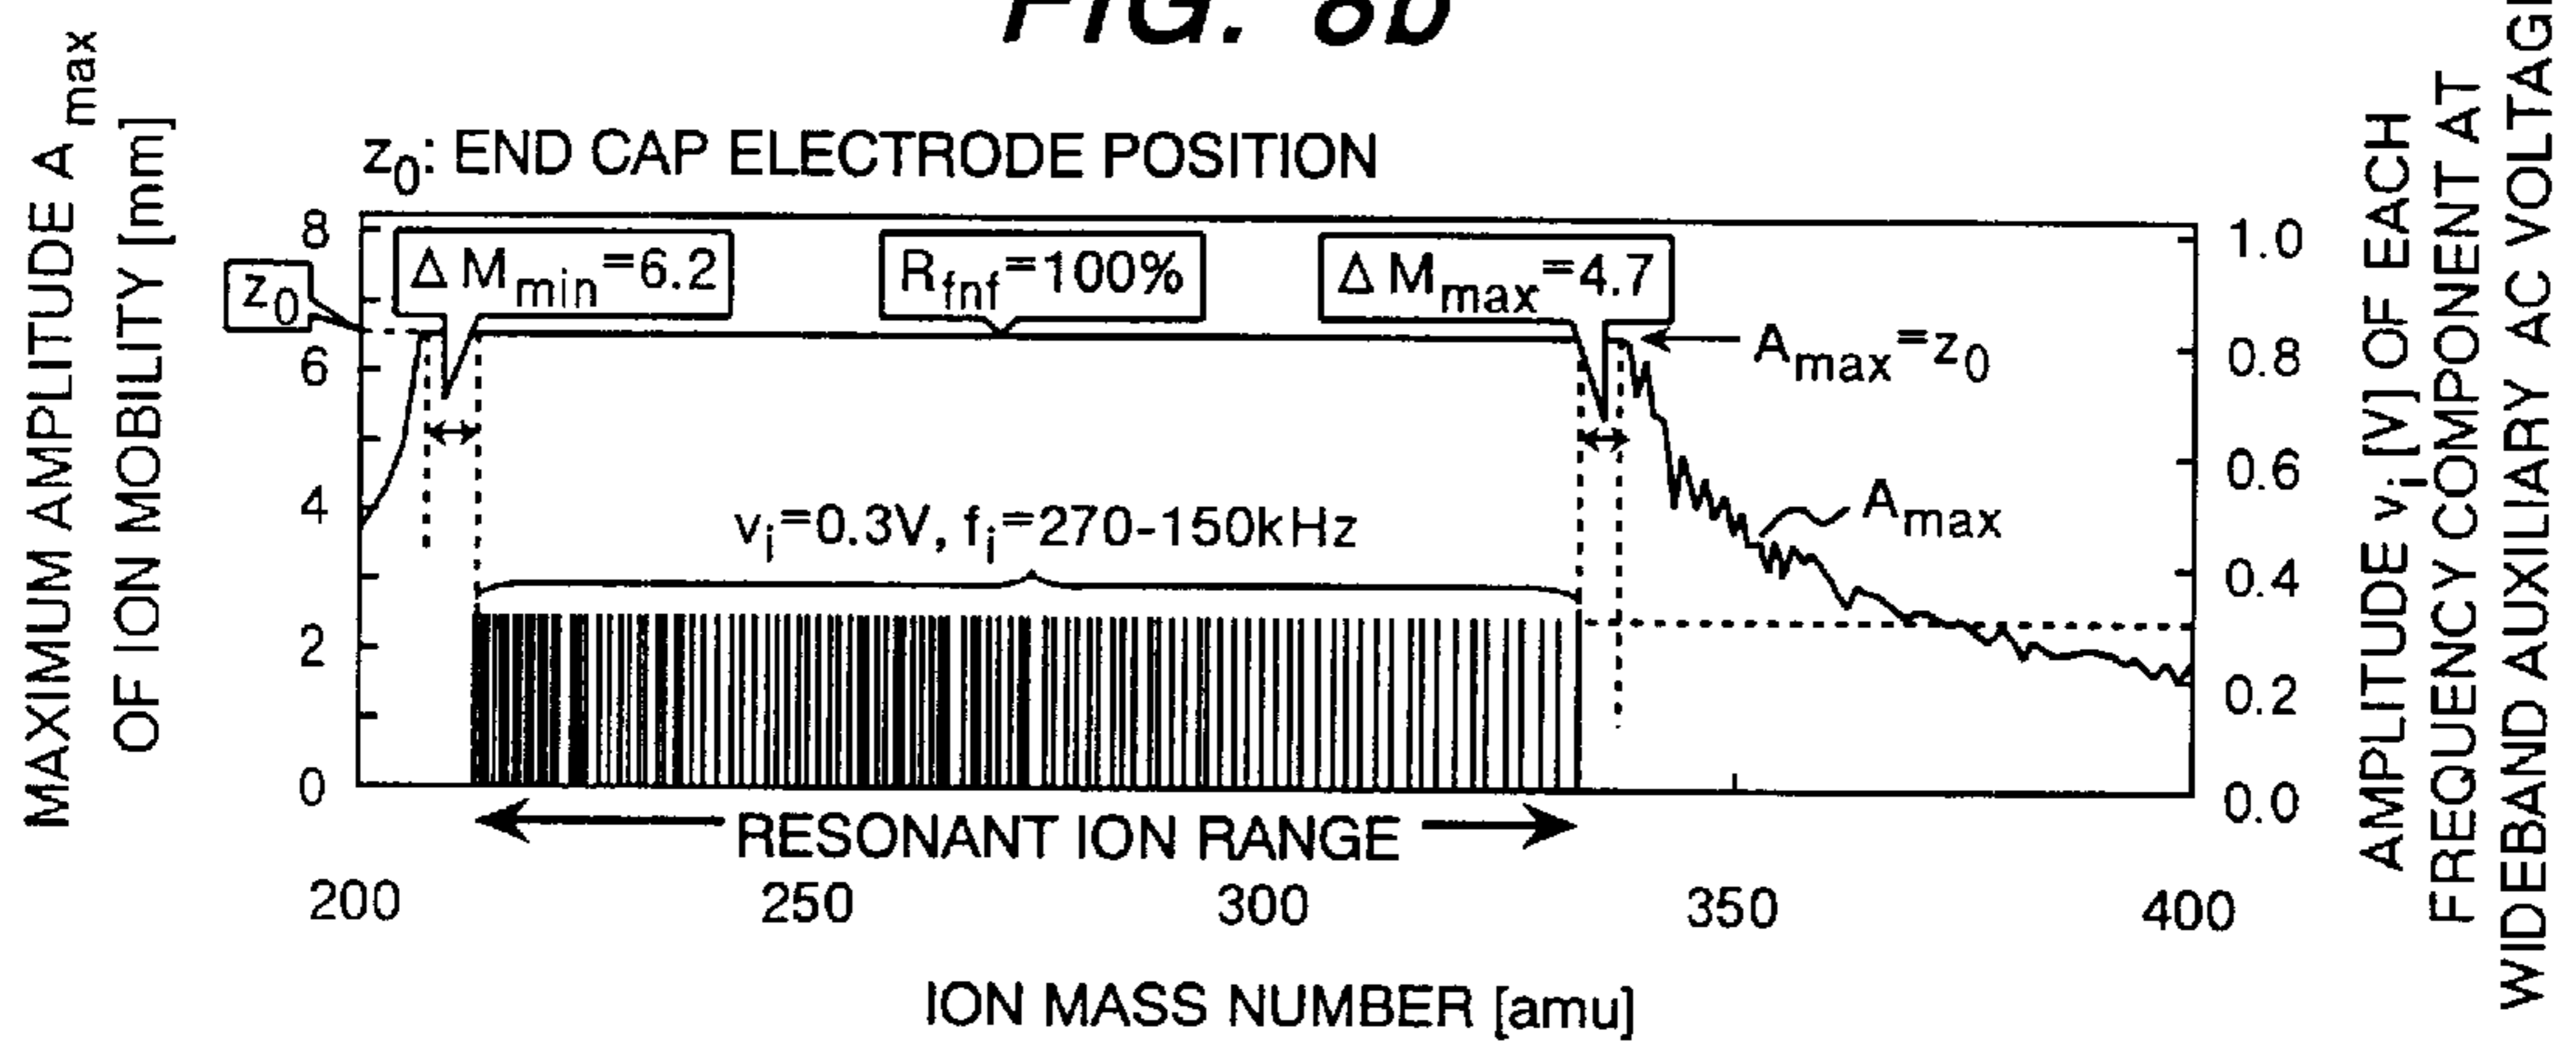 FIG. 8b
z0: END CAP ELECTRODE POSITION
MAXIMUM AMPLITUDE A max
OF ION MOBILITY [mm]
8
6
4
2
0
z0
Δ Mmin=6.2
Rfnf=100%
Δ Mmax=4.7
Amax=z0
Amax
vi=0.3V, fi=270-150kHz
1.0
0.8
0.6
0.4
0.2
0.0
AMPLITUDE vi [V] OF EACH
FREQUENCY COMPONENT AT
WIDEBAND AUXILIARY AC VOLTAGE
RESONANT ION RANGE
200 250 300 350 400
ION MASS NUMBER [amu]